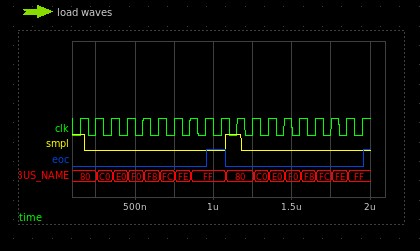 load waves
clk
smpl
eoc
BUS_NAME 80 C0 E0 F0 F8 FC FE FF 80 C0 E0 F0 F8 FC FE FF
500n 1u 1.5u 2u
time